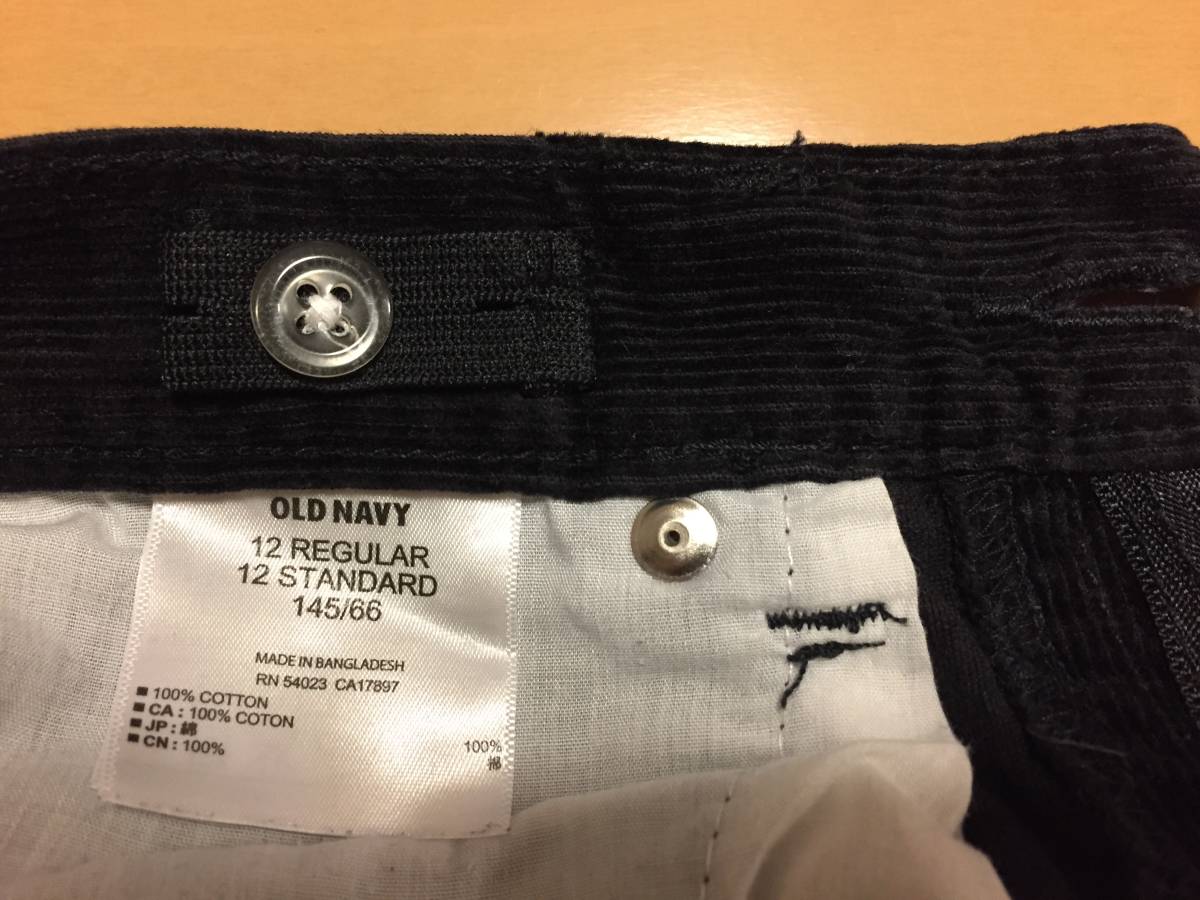 OLD NAVY
12 REGULAR
12 STANDARD
145/66
MADE IN BANGLADESH
RN 54023 CA17897
■ 100% COTTON
■ CA : 100% COTON
■ JP : 綿
■ CN : 100%
100%
棉